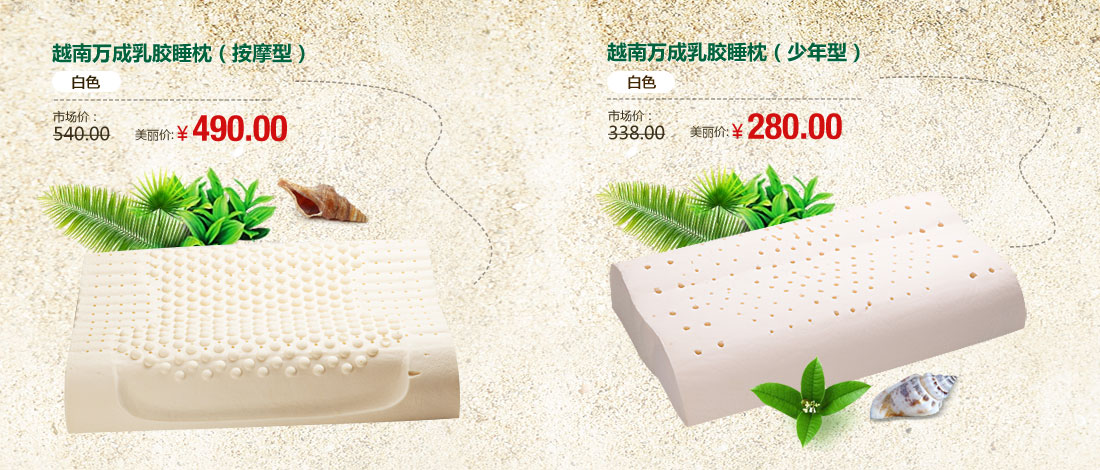 越南万成乳胶睡枕（按摩型）
白色
市场价：
540.00
美丽价:￥490.00
越南万成乳胶睡枕（少年型）
白色
市场价：
338.00
美丽价:￥280.00